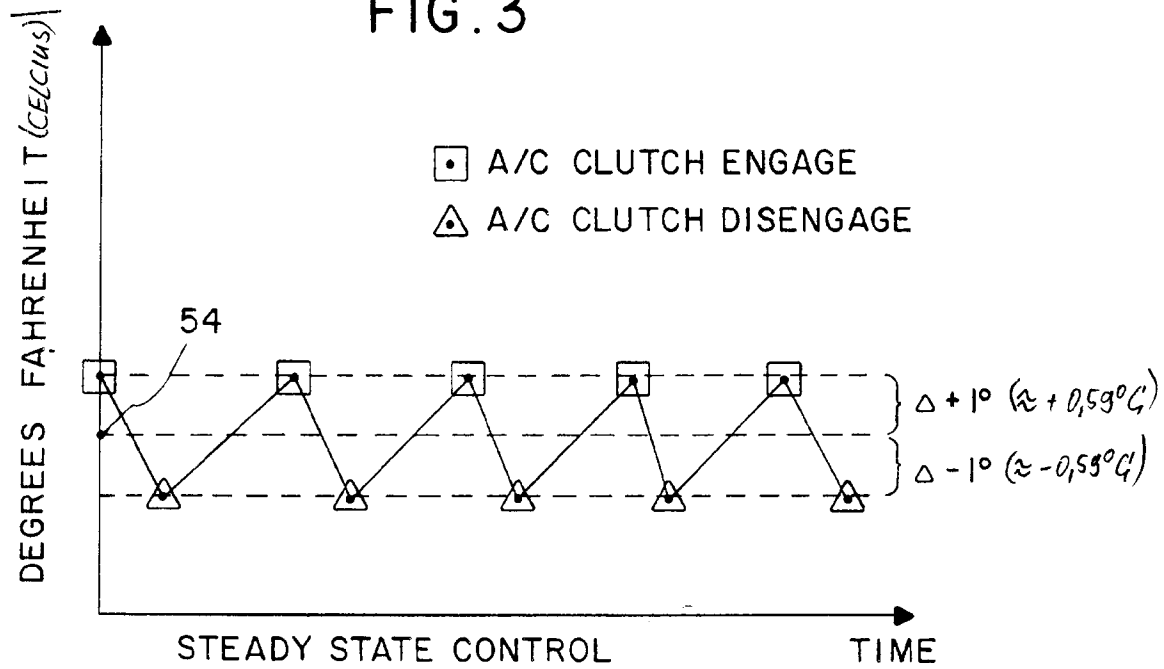 FIG. 3
DEGREES FAHRENHEIT (CELCIUS)
A/C CLUTCH ENGAGE
A/C CLUTCH DISENGAGE
54
Δ + 1° (≈ + 0,59°C)
Δ - 1° (≈ - 0,59°C)
STEADY STATE CONTROL
TIME